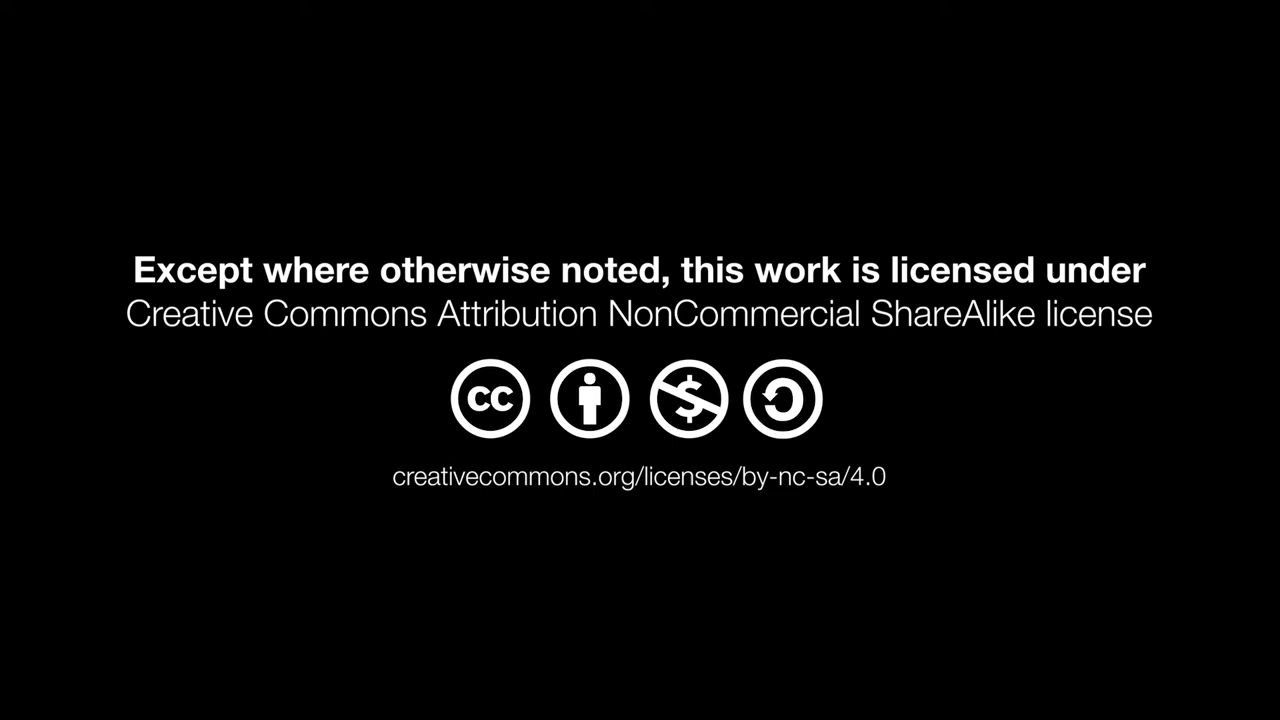 Except where otherwise noted, this work is licensed under
Creative Commons Attribution NonCommercial ShareAlike license
cc
creativecommons.org/licenses/by-nc-sa/4.0